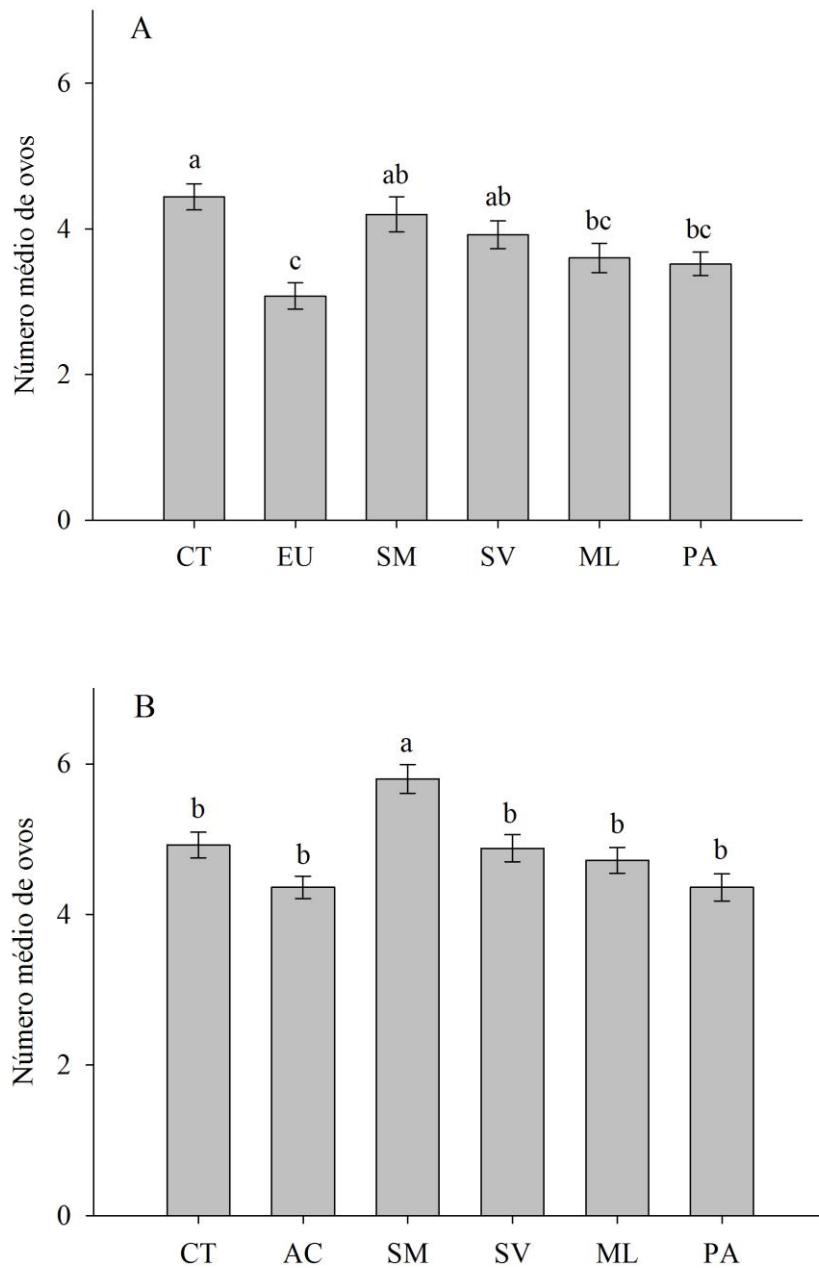 A
6
4
2
0
Número médio de ovos
a
c
ab
ab
bc
bc
CT EU SM SV ML PA
B
6
4
2
0
Número médio de ovos
b
b
a
b
b
b
CT AC SM SV ML PA